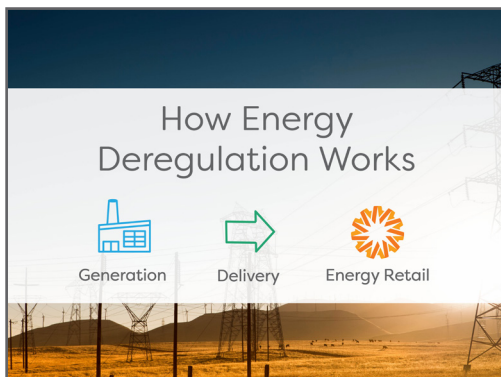 How Energy
Deregulation Works
Generation
Delivery
Energy Retail